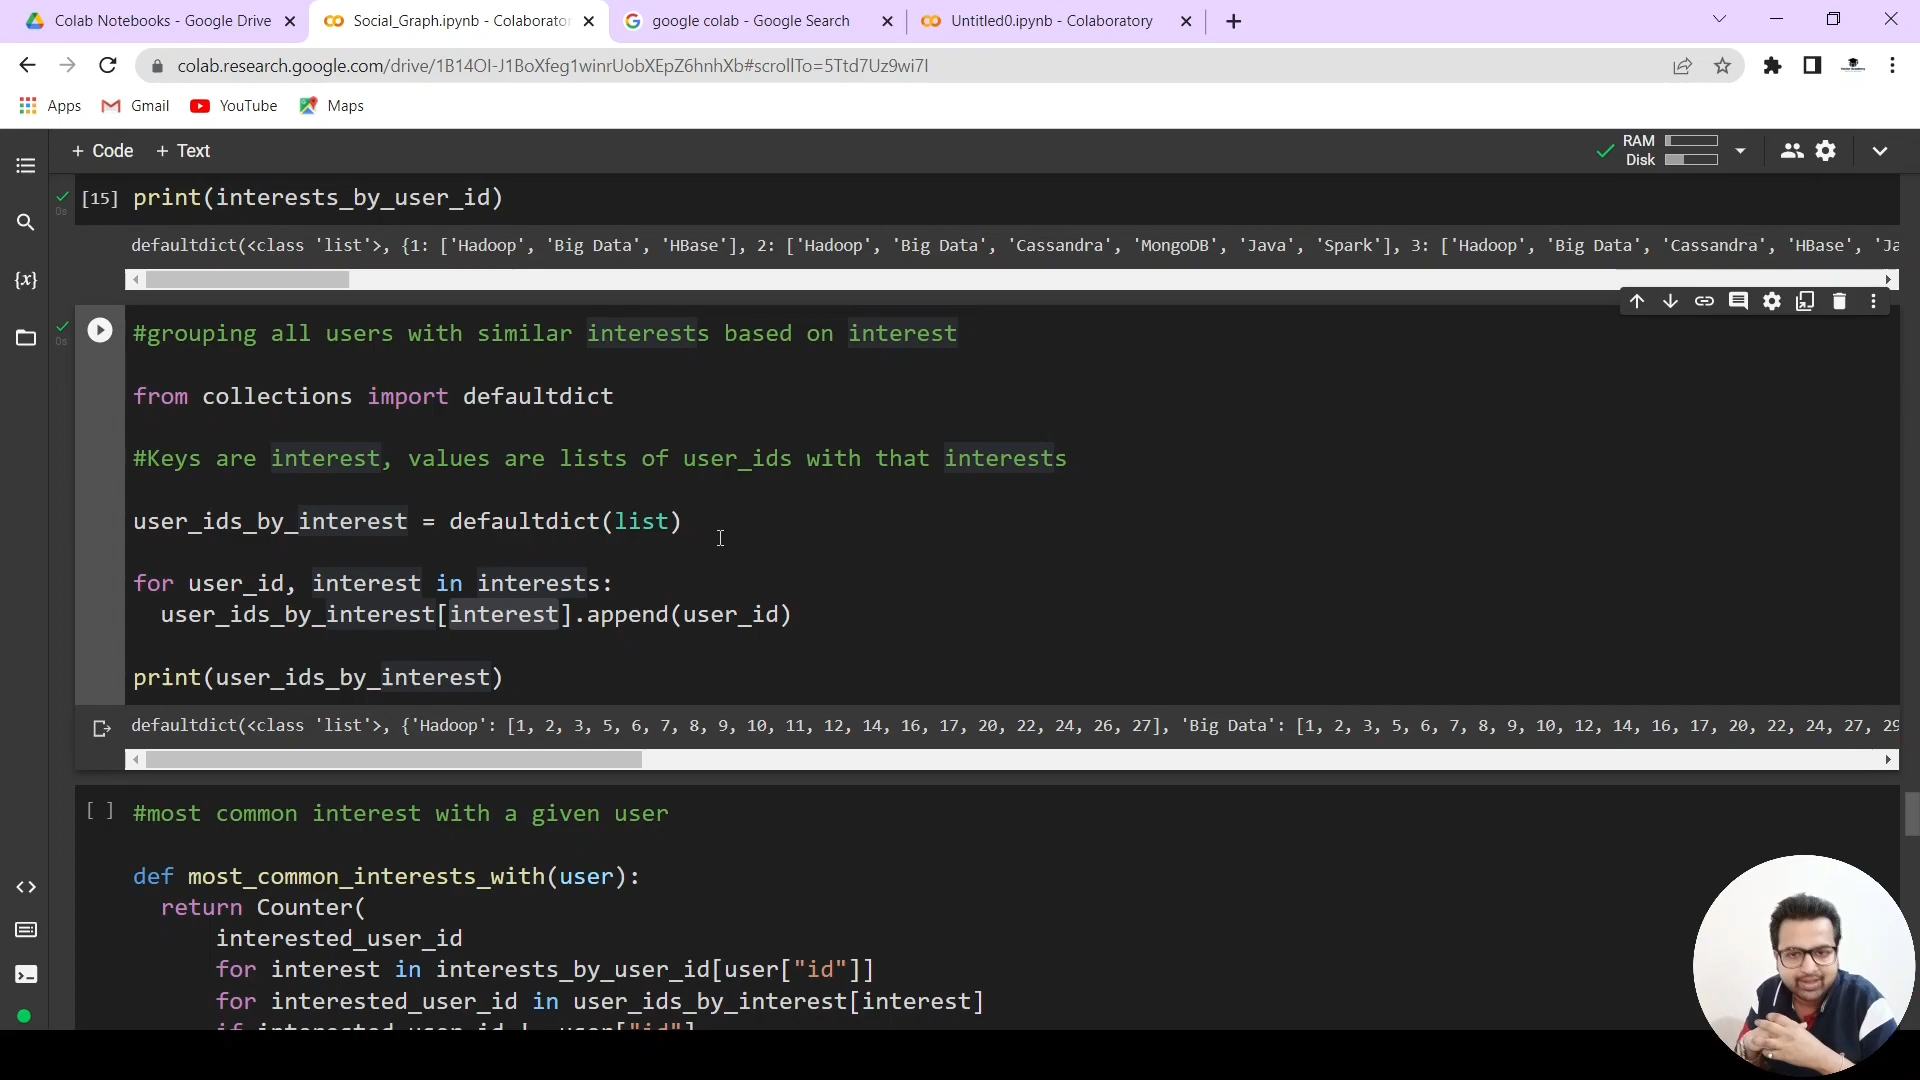 Colab Notebooks - Google Drive
Social_Graph.ipynb - Colaborator
google colab - Google Search
Untitled0.ipynb - Colaboratory
colab.research.google.com/drive/1B14OI-J1BoXfeg1winrUobXEpZ6hnhXb#scrollTo=5Ttd7Uz9wi7I
Apps Gmail YouTube Maps
+ Code + Text
RAM
Disk
[15] print(interests_by_user_id)
0s
defaultdict(<class 'list'>, {1: ['Hadoop', 'Big Data', 'HBase'], 2: ['Hadoop', 'Big Data', 'Cassandra', 'MongoDB', 'Java', 'Spark'], 3: ['Hadoop', 'Big Data', 'Cassandra', 'HBase', 'Ja
{x}
#grouping all users with similar interests based on interest
0s
from collections import defaultdict
#Keys are interest, values are lists of user_ids with that interests
user_ids_by_interest = defaultdict(list)
for user_id, interest in interests:
user_ids_by_interest[interest].append(user_id)
print(user_ids_by_interest)
defaultdict(<class 'list'>, {'Hadoop': [1, 2, 3, 5, 6, 7, 8, 9, 10, 11, 12, 14, 16, 17, 20, 22, 24, 26, 27], 'Big Data': [1, 2, 3, 5, 6, 7, 8, 9, 10, 12, 14, 16, 17, 20, 22, 24, 27, 29
[ ] #most common interest with a given user
def most_common_interests_with(user):
return Counter(
interested_user_id
for interest in interests_by_user_id[user["id"]]
for interested_user_id in user_ids_by_interest[interest]
if interested_user_id != user["id"]